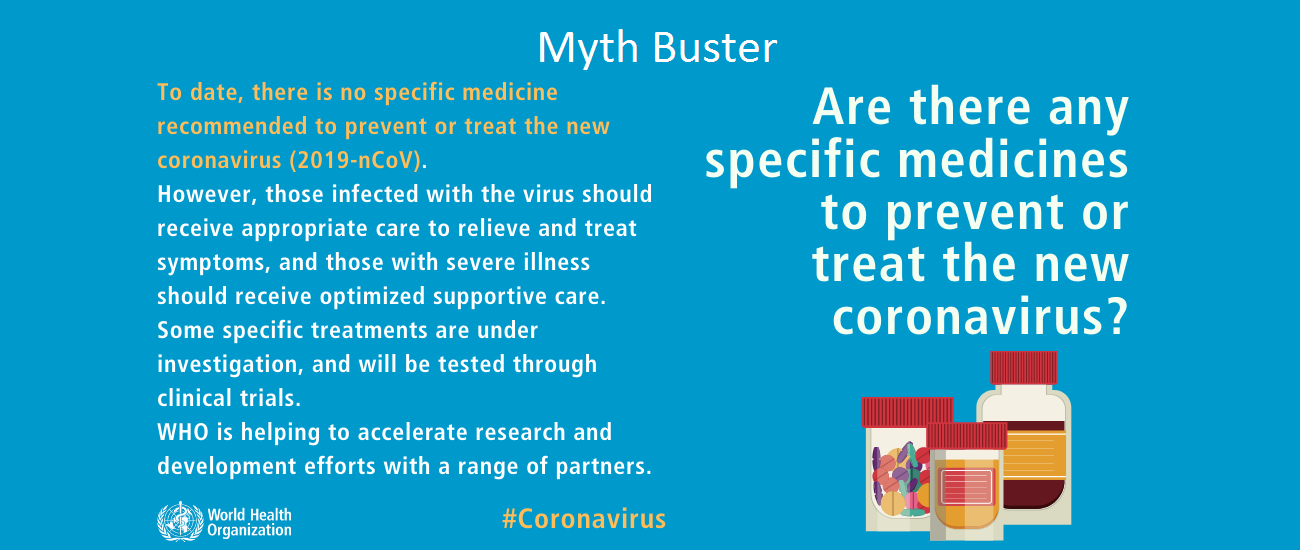 Myth Buster
To date, there is no specific medicine
recommended to prevent or treat the new
coronavirus (2019-nCoV).
However, those infected with the virus should
receive appropriate care to relieve and treat
symptoms, and those with severe illness
should receive optimized supportive care.
Some specific treatments are under
investigation, and will be tested through
clinical trials.
WHO is helping to accelerate research and
development efforts with a range of partners.
World Health
Organization
#Coronavirus
Are there any
specific medicines
to prevent or
treat the new
coronavirus?